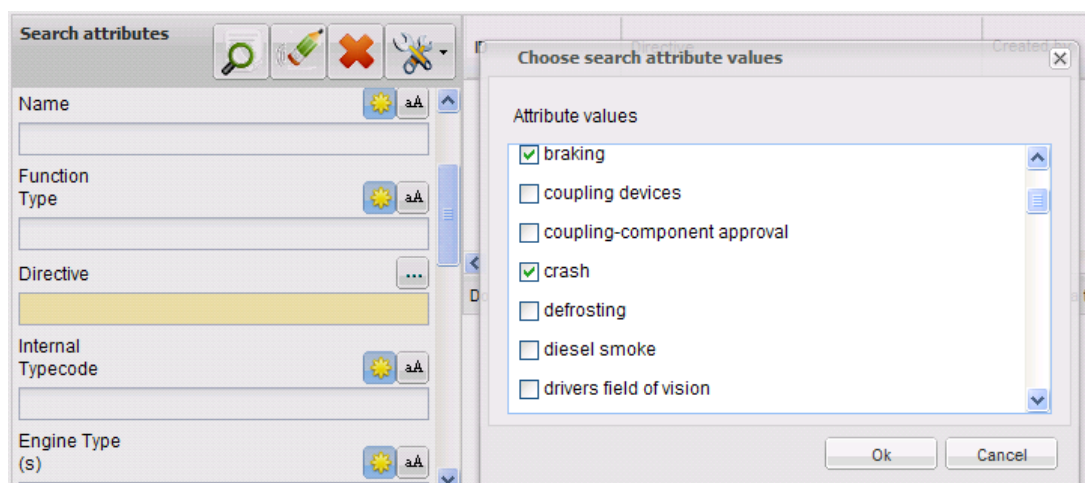 Search attributes
Name
aA
Function
Type
aA
Directive
...
Internal
Typecode
aA
Engine Type
(s)
aA
ID
Directive
Created by
Choose search attribute values
Attribute values
braking
coupling devices
coupling-component approval
crash
defrosting
diesel smoke
drivers field of vision
Ok
Cancel